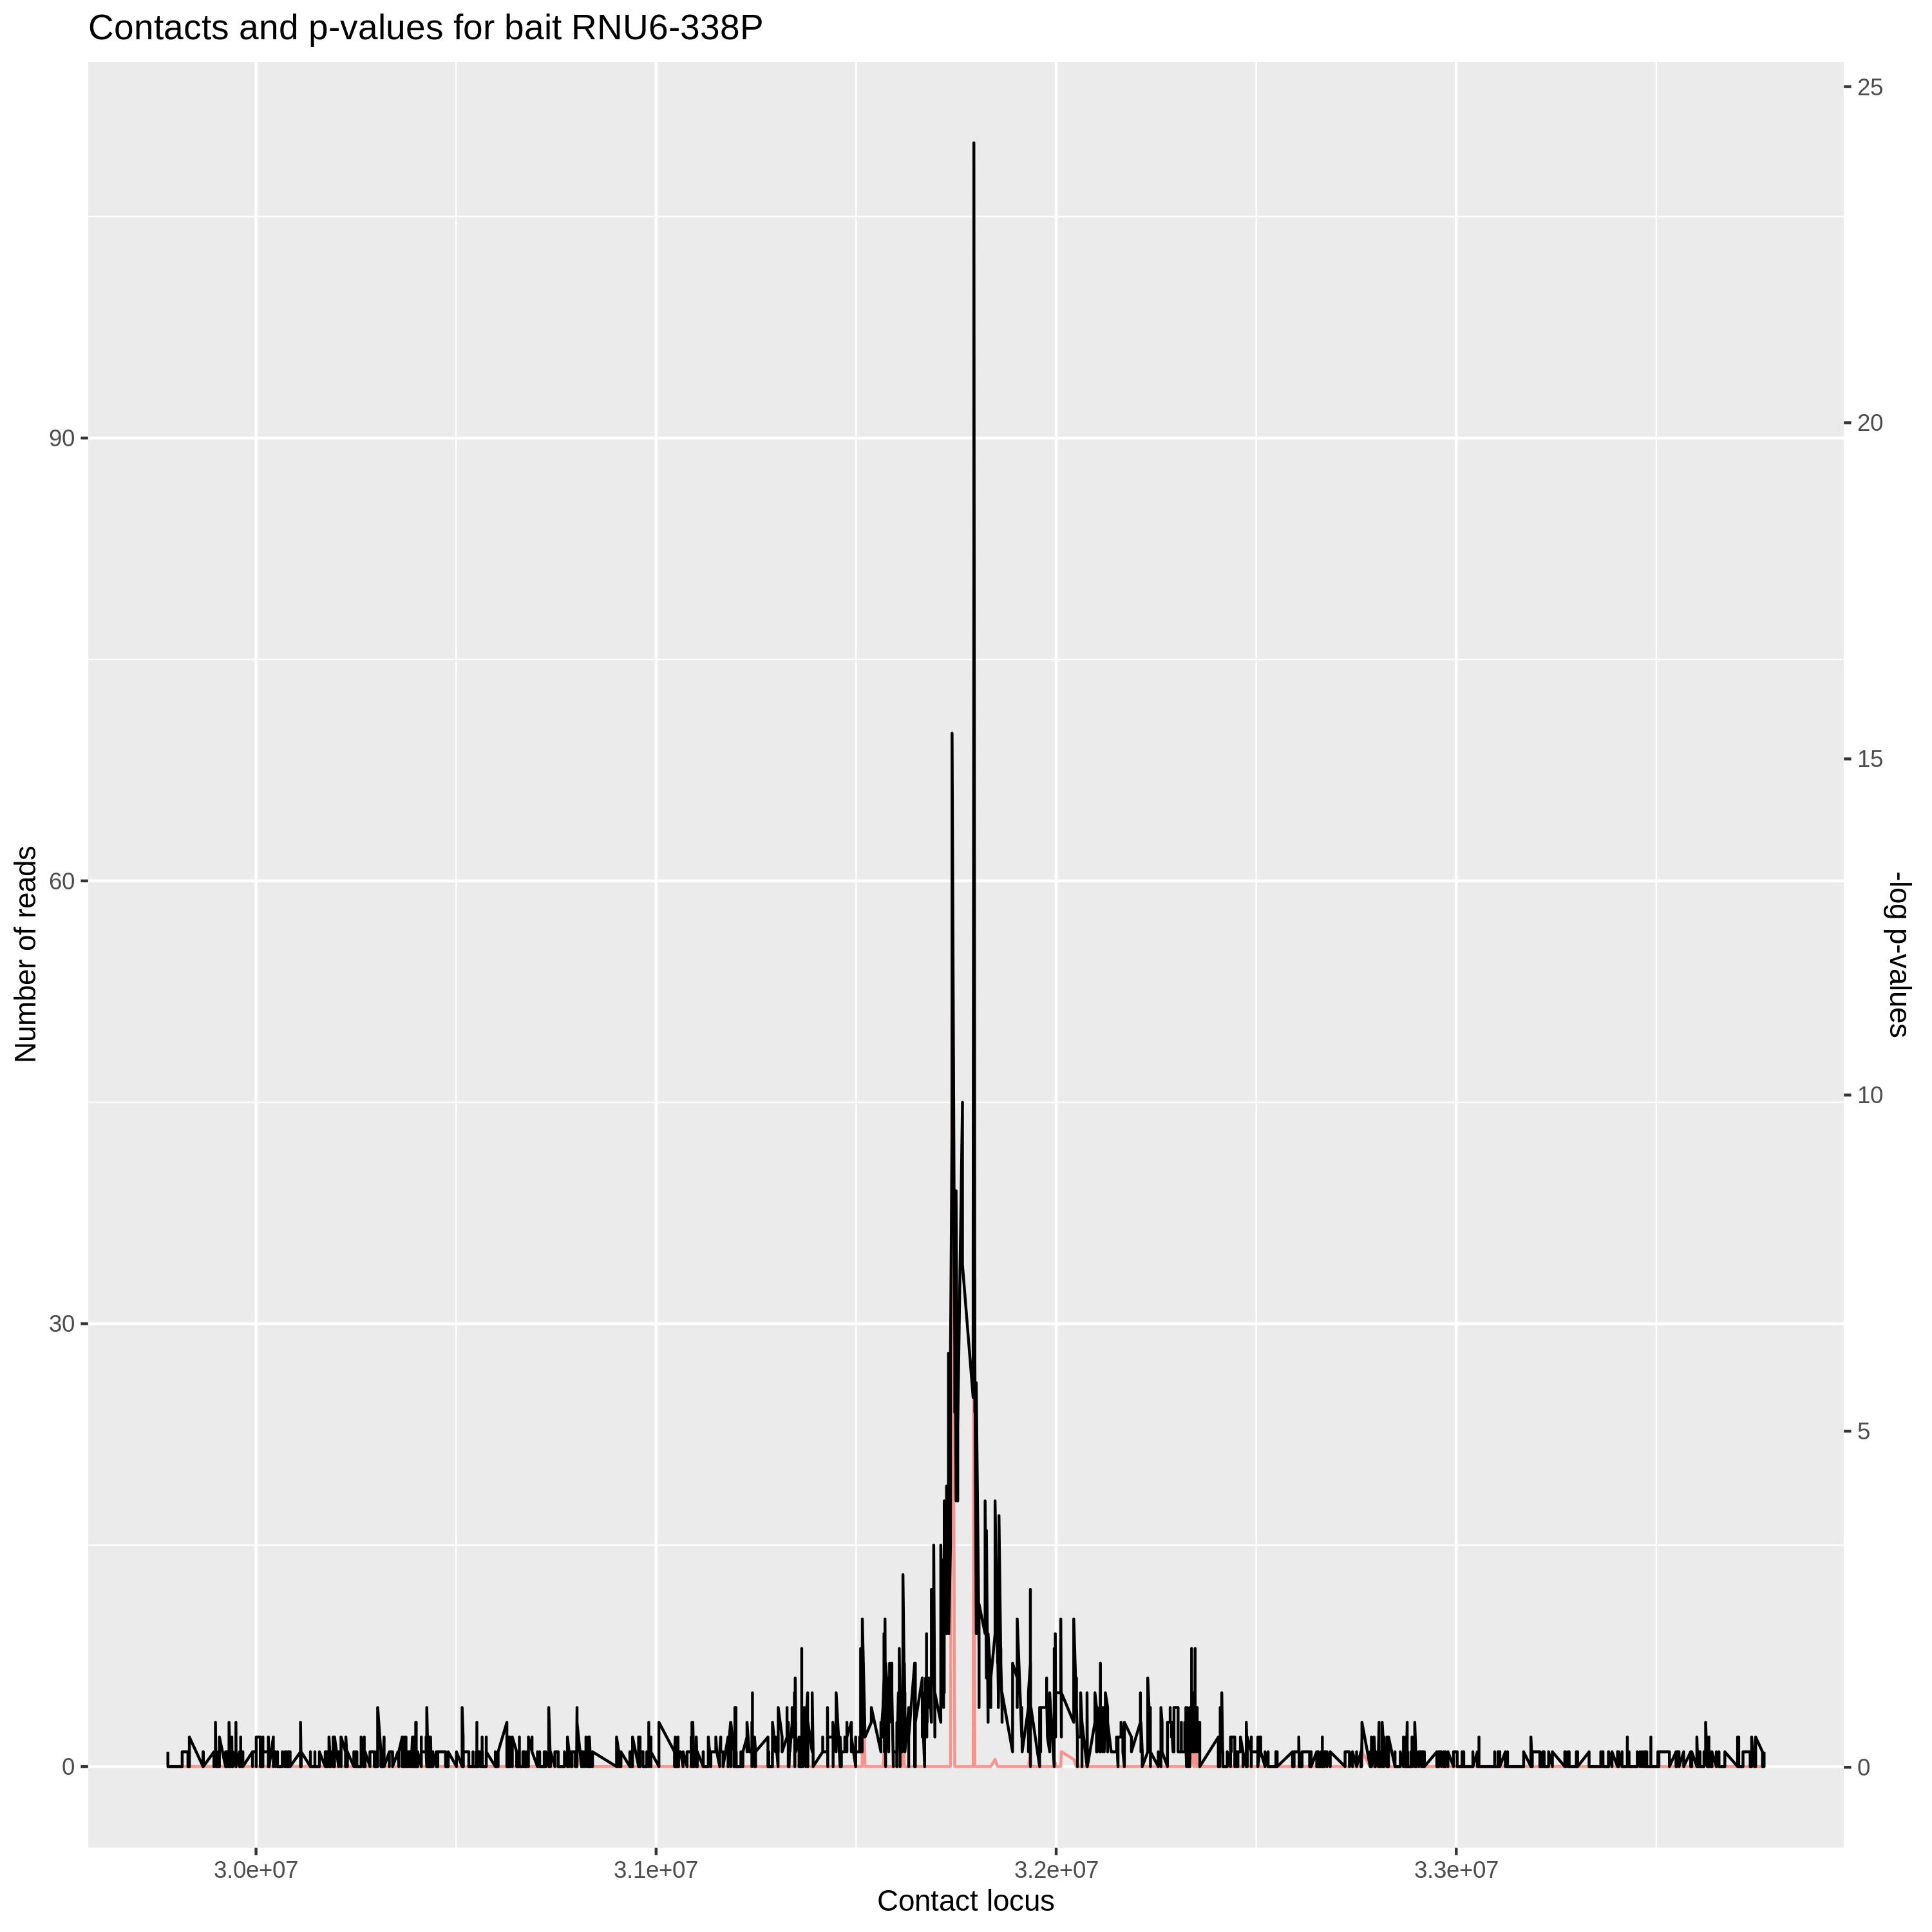 Contacts and p-values for bait RNU6-338P
Number of reads
90
60
30
0
25
20
15
10
5
0
-log p-values
3.0e+07
3.1e+07
3.2e+07
3.3e+07
Contact locus